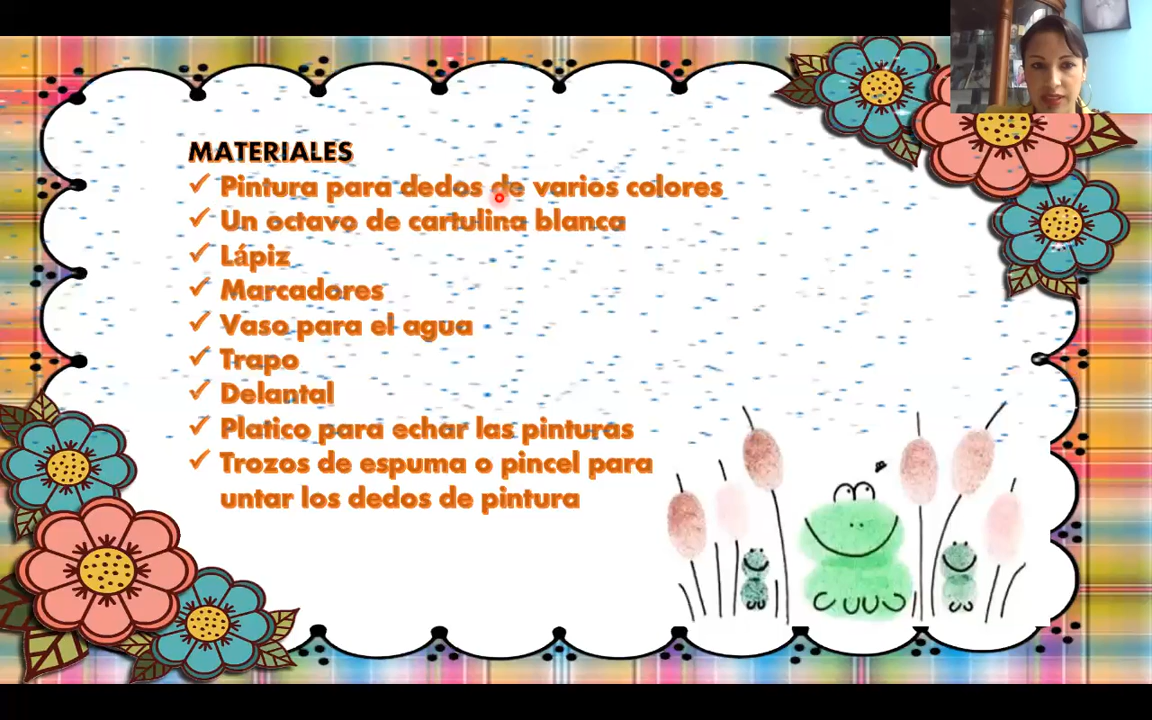 MATERIALES
✓ Pintura para dedos de varios colores
✓ Un octavo de cartulina blanca
✓ Lápiz
✓ Marcadores
✓ Vaso para el agua
✓ Trapo
✓ Delantal
✓ Platico para echar las pinturas
✓ Trozos de espuma o pincel para
untar los dedos de pintura